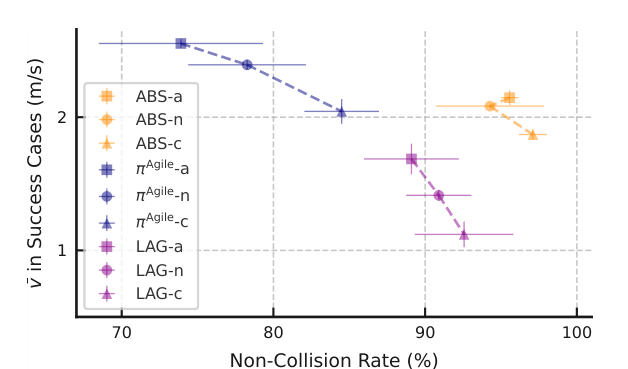 v̄ in Success Cases (m/s)
2
1
ABS-a
ABS-n
ABS-c
π^Agile-a
π^Agile-n
π^Agile-c
LAG-a
LAG-n
LAG-c
70 80 90 100
Non-Collision Rate (%)